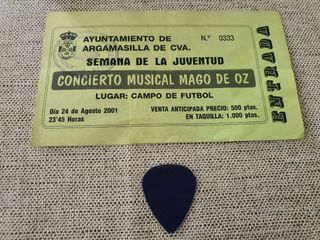 AYUNTAMIENTO DE
ARGAMASILLA DE CVA.
N.º 0333
SEMANA DE LA JUVENTUD
CONCIERTO MUSICAL MAGO DE OZ
LUGAR: CAMPO DE FUTBOL
Día 24 de Agosto 2001
23'45 Horas
VENTA ANTICIPADA PRECIO: 500 ptas.
EN TAQUILLA: 1.000 ptas.
ENTRADA